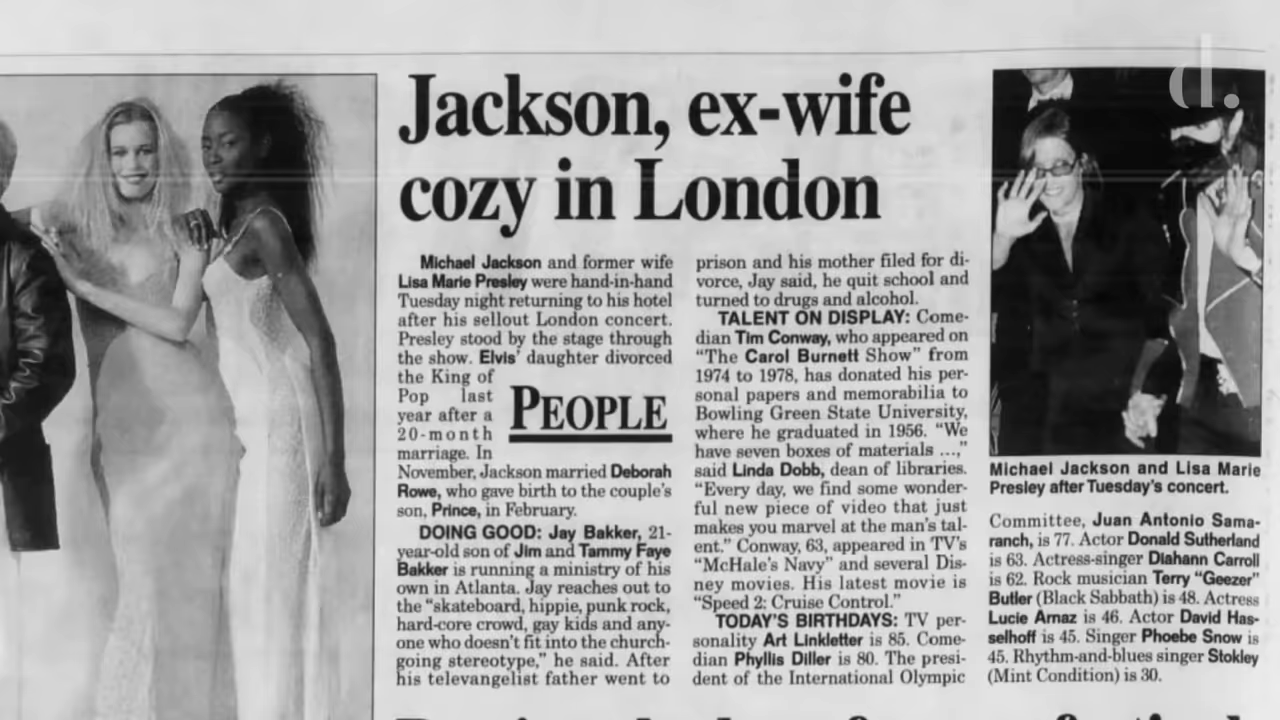 d.
Jackson, ex-wife
cozy in London
Michael Jackson and former wife
Lisa Marie Presley were hand-in-hand
Tuesday night returning to his hotel
after his sellout London concert.
Presley stood by the stage through
the show. Elvis' daughter divorced
the King of
Pop last
year after a
20-month
marriage. In
PEOPLE
November, Jackson married Deborah
Rowe, who gave birth to the couple's
son, Prince, in February.
DOING GOOD: Jay Bakker, 21-
year-old son of Jim and Tammy Faye
Bakker is running a ministry of his
own in Atlanta. Jay reaches out to
the "skateboard, hippie, punk rock,
hard-core crowd, gay kids and any-
one who doesn't fit into the church-
going stereotype," he said. After
his televangelist father went to
prison and his mother filed for di-
vorce, Jay said, he quit school and
turned to drugs and alcohol.
TALENT ON DISPLAY: Come-
dian Tim Conway, who appeared on
"The Carol Burnett Show" from
1974 to 1978, has donated his per-
sonal papers and memorabilia to
Bowling Green State University,
where he graduated in 1956. "We
have seven boxes of materials ...,"
said Linda Dobb, dean of libraries.
"Every day, we find some wonder-
ful new piece of video that just
makes you marvel at the man's tal-
ent." Conway, 63, appeared in TV's
"McHale's Navy" and several Dis-
ney movies. His latest movie is
"Speed 2: Cruise Control."
TODAY'S BIRTHDAYS: TV per-
sonality Art Linkletter is 85. Come-
dian Phyllis Diller is 80. The presi-
dent of the International Olympic
Michael Jackson and Lisa Marie
Presley after Tuesday's concert.
Committee, Juan Antonio Sama-
ranch, is 77. Actor Donald Sutherland
is 63. Actress-singer Diahann Carroll
is 62. Rock musician Terry "Geezer"
Butler (Black Sabbath) is 48. Actress
Lucie Arnaz is 46. Actor David Has-
selhoff is 45. Singer Phoebe Snow is
45. Rhythm-and-blues singer Stokley
(Mint Condition) is 30.